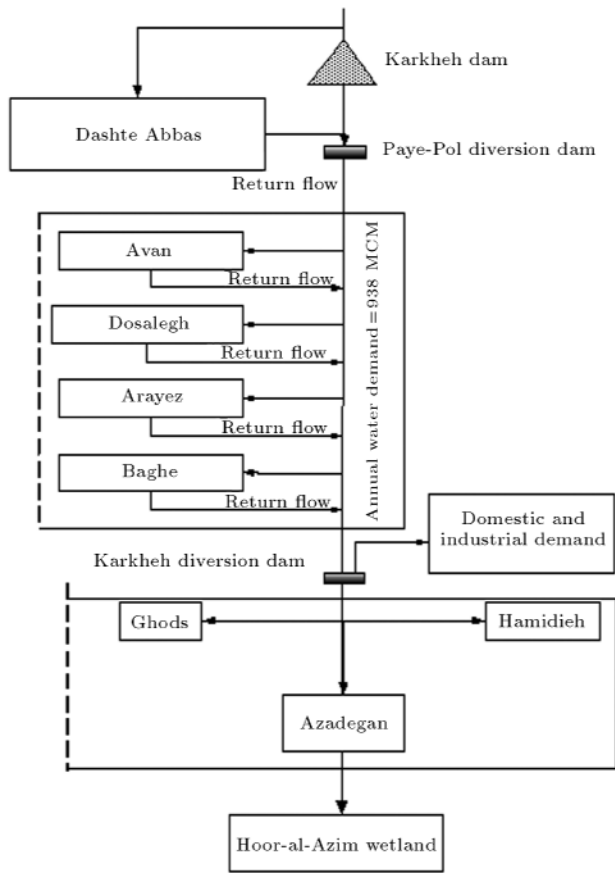 Karkheh dam
Dashte Abbas
Paye-Pol diversion dam
Return flow
Avan
Return flow
Dosalegh
Return flow
Arayez
Return flow
Baghe
Return flow
Annual water demand=938 MCM
Domestic and
industrial demand
Karkheh diversion dam
Ghods
Hamidieh
Azadegan
Hoor-al-Azim wetland